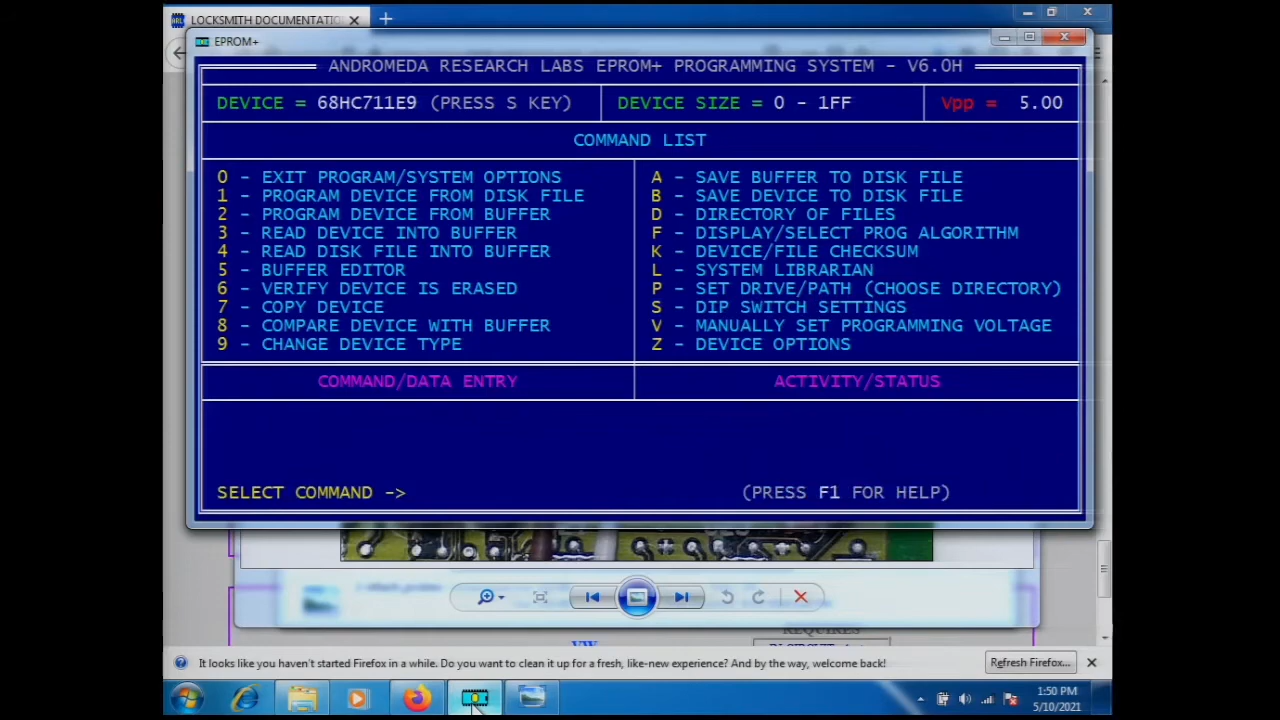 LOCKSMITH DOCUMENTATIO
EPROM+
ANDROMEDA RESEARCH LABS EPROM+ PROGRAMMING SYSTEM - V6.0H
DEVICE = 68HC711E9 (PRESS S KEY)
DEVICE SIZE = 0 - 1FF
Vpp = 5.00
COMMAND LIST
0 - EXIT PROGRAM/SYSTEM OPTIONS
1 - PROGRAM DEVICE FROM DISK FILE
2 - PROGRAM DEVICE FROM BUFFER
3 - READ DEVICE INTO BUFFER
4 - READ DISK FILE INTO BUFFER
5 - BUFFER EDITOR
6 - VERIFY DEVICE IS ERASED
7 - COPY DEVICE
8 - COMPARE DEVICE WITH BUFFER
9 - CHANGE DEVICE TYPE
A - SAVE BUFFER TO DISK FILE
B - SAVE DEVICE TO DISK FILE
D - DIRECTORY OF FILES
F - DISPLAY/SELECT PROG ALGORITHM
K - DEVICE/FILE CHECKSUM
L - SYSTEM LIBRARIAN
P - SET DRIVE/PATH (CHOOSE DIRECTORY)
S - DIP SWITCH SETTINGS
V - MANUALLY SET PROGRAMMING VOLTAGE
Z - DEVICE OPTIONS
COMMAND/DATA ENTRY
ACTIVITY/STATUS
SELECT COMMAND ->
(PRESS F1 FOR HELP)
REQUIRES
VW
It looks like you haven't started Firefox in a while. Do you want to clean it up for a fresh, like-new experience? And by the way, welcome back!
Refresh Firefox...
1:50 PM
5/10/2021